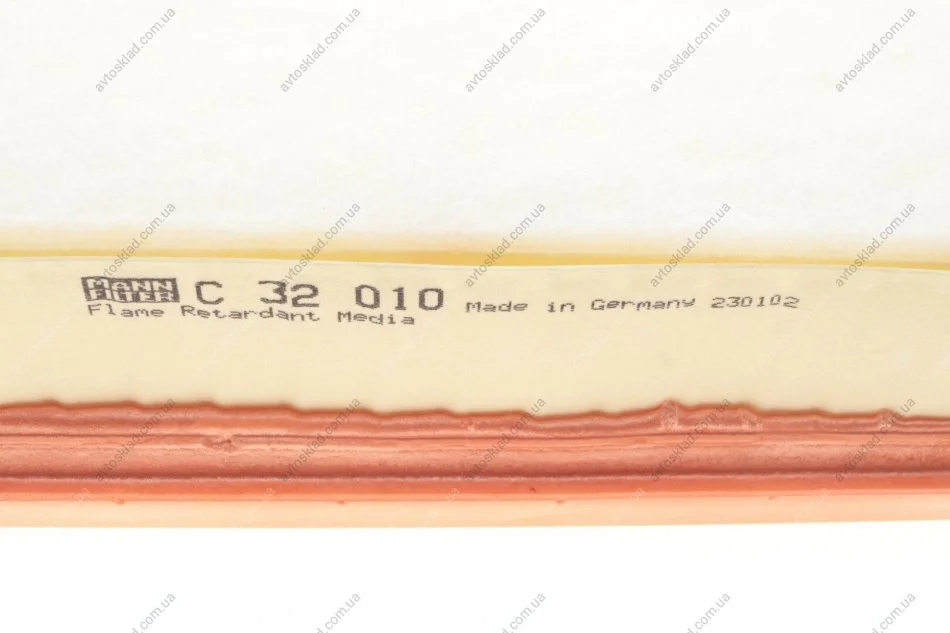 MANN FILTER C 32 010 Made in Germany 230102
Flame Retardant Media
avtosklad.com.ua